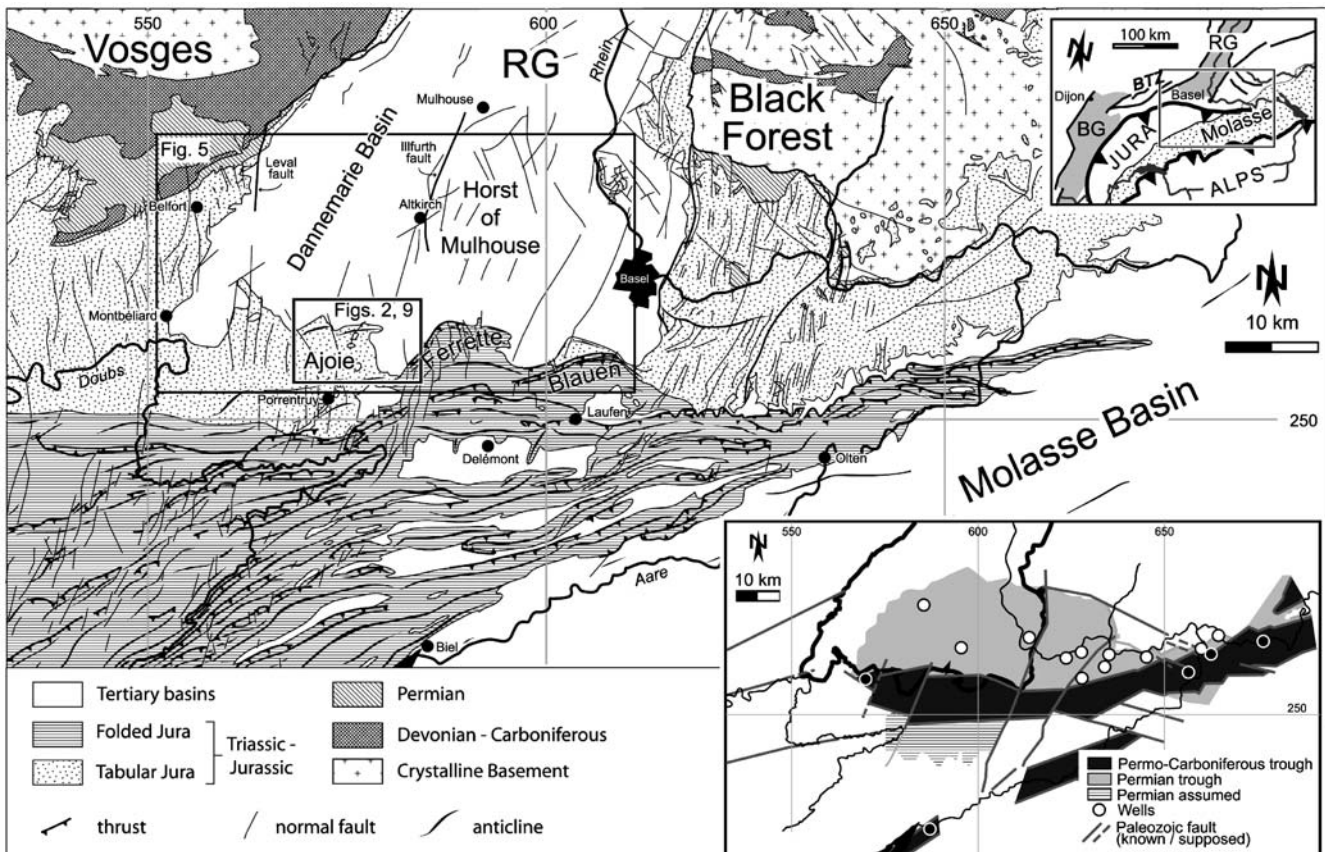 550
600
650
Vosges
RG
Rhein
Black
Forest
Mulhouse
Dannemarie Basin
Fig. 5
Leval
fault
Illfurth
fault
Horst
of
Mulhouse
Belfort
Altkirch
Basel
Montbéliard
Figs. 2, 9
Ajoie
Ferrette
Blauen
Doubs
Porrentruy
Laufen
250
Delémont
Olten
Molasse Basin
Aare
Biel
N
10 km
100 km
N
RG
BTZ
Dijon
Basel
BG
JURA
Molasse
ALPS
Tertiary basins
Folded Jura
Tabular Jura
Triassic -
Jurassic
Permian
Devonian - Carboniferous
Crystalline Basement
thrust
normal fault
anticline
550
600
650
N
10 km
250
Permo-Carboniferous trough
Permian trough
Permian assumed
Wells
Paleozoic fault
(known / supposed)